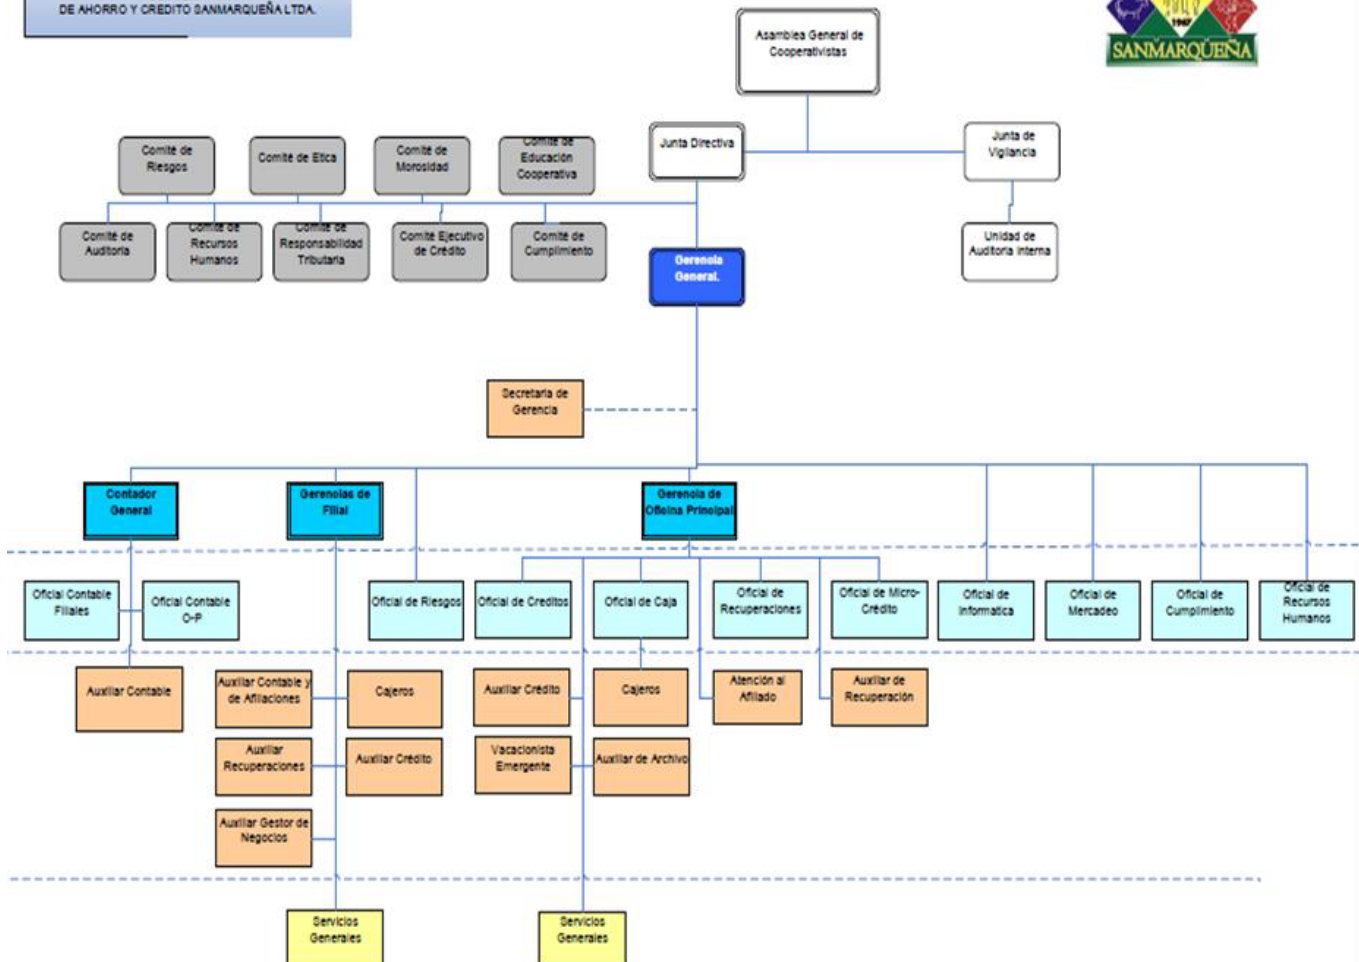 DE AHORRO Y CREDITO SANMARQUEÑA LTDA.
1967
SANMARQUEÑA
Asamblea General de
Cooperativistas
Junta Directiva
Junta de
Vigilancia
Comité de
Riesgos
Comité de Etica
Comité de
Morosidad
Comité de
Educación
Cooperativa
Comité de
Auditoría
Comité de
Recursos
Humanos
Comité de
Responsabilidad
Tributaria
Comité Ejecutivo
de Crédito
Comité de
Cumplimiento
Unidad de
Auditoria Interna
Gerencia
General.
Secretaria de
Gerencia
Contador
General
Gerencias de
Filial
Gerencia de
Oficina Principal
Oficial Contable
Filiales
Oficial Contable
O-P
Oficial de Riesgos
Oficial de Creditos
Oficial de Caja
Oficial de
Recuperaciones
Oficial de Micro-
Crédito
Oficial de
Informatica
Oficial de
Mercadeo
Oficial de
Cumplimiento
Oficial de
Recursos
Humanos
Auxiliar Contable
Auxiliar Contable y
de Afiliaciones
Cajeros
Auxiliar Crédito
Cajeros
Atención al
Afiliado
Auxiliar de
Recuperación
Auxiliar
Recuperaciones
Auxiliar Crédito
Vacacionista
Emergente
Auxiliar de Archivo
Auxiliar Gestor de
Negocios
Servicios
Generales
Servicios
Generales